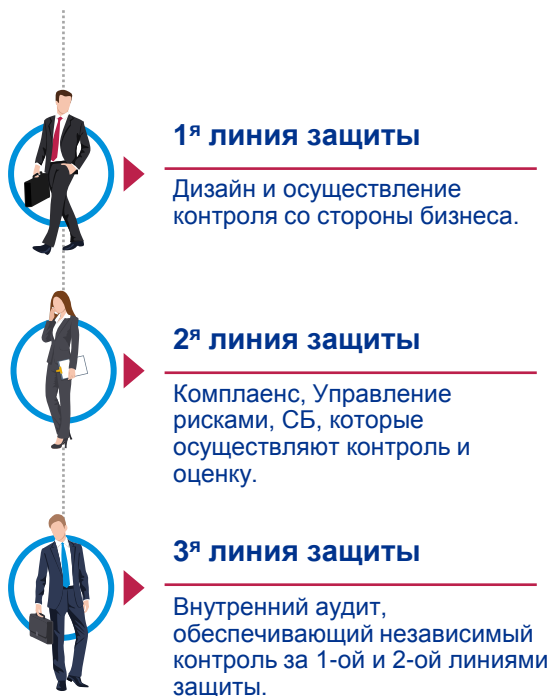 1я линия защиты
Дизайн и осуществление
контроля со стороны бизнеса.
2я линия защиты
Комплаенс, Управление
рисками, СБ, которые
осуществляют контроль и
оценку.
3я линия защиты
Внутренний аудит,
обеспечивающий независимый
контроль за 1-ой и 2-ой линиями
защиты.